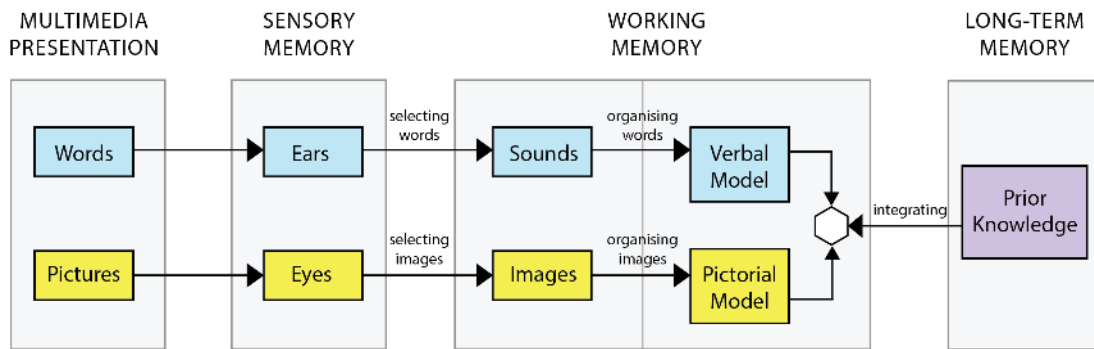 MULTIMEDIA
PRESENTATION
SENSORY
MEMORY
WORKING
MEMORY
LONG-TERM
MEMORY
Words
Ears
selecting
words
Sounds
organising
words
Verbal
Model
integrating
Prior
Knowledge
Pictures
Eyes
selecting
images
Images
organising
images
Pictorial
Model